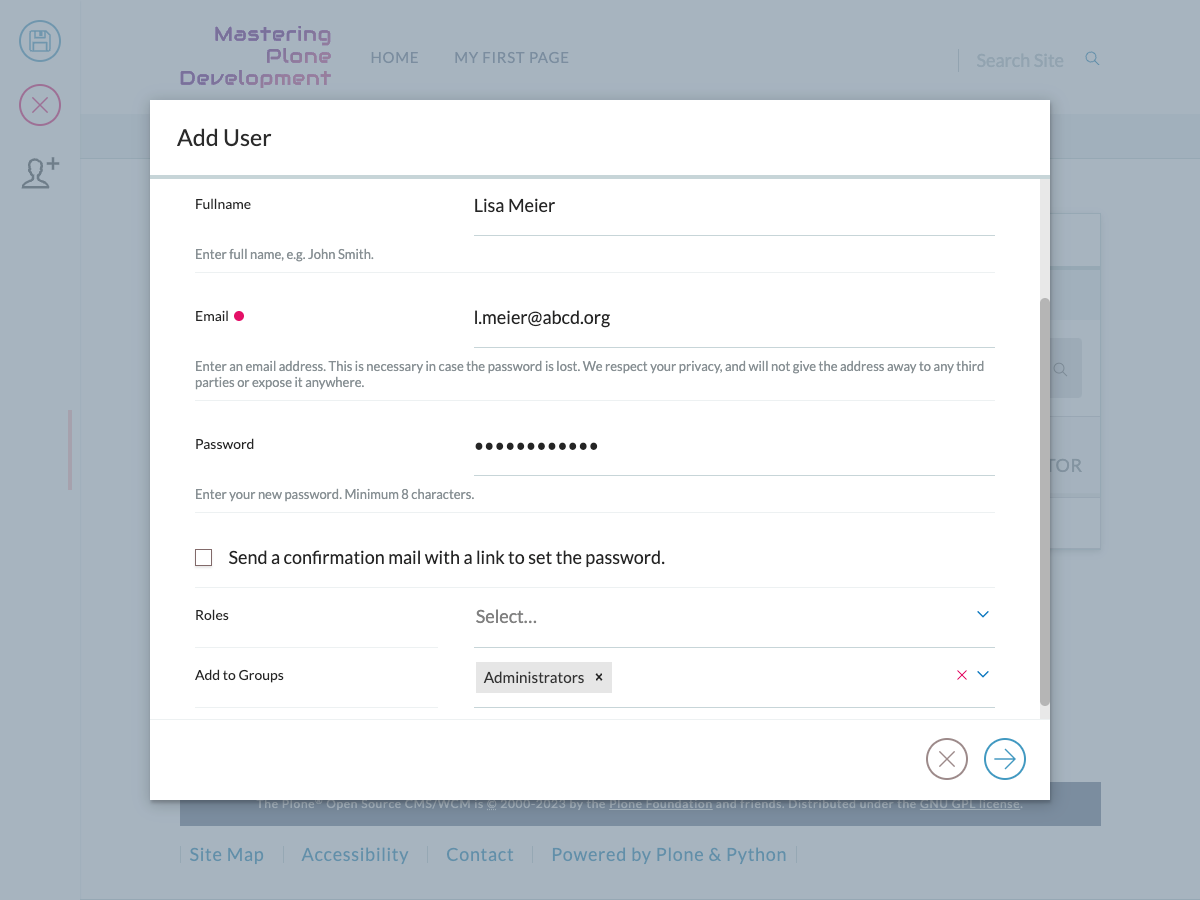 Mastering
Plone
Development
HOME
MY FIRST PAGE
Search Site
Add User
Fullname
Lisa Meier
Enter full name, e.g. John Smith.
Email
l.meier@abcd.org
Enter an email address. This is necessary in case the password is lost. We respect your privacy, and will not give the address away to any third
parties or expose it anywhere.
Password
••••••••••••
Enter your new password. Minimum 8 characters.
Send a confirmation mail with a link to set the password.
Roles
Select...
Add to Groups
Administrators
TOR
The Plone® Open Source CMS/WCM is © 2000-2023 by the Plone Foundation and friends. Distributed under the GNU GPL license.
Site Map
Accessibility
Contact
Powered by Plone & Python